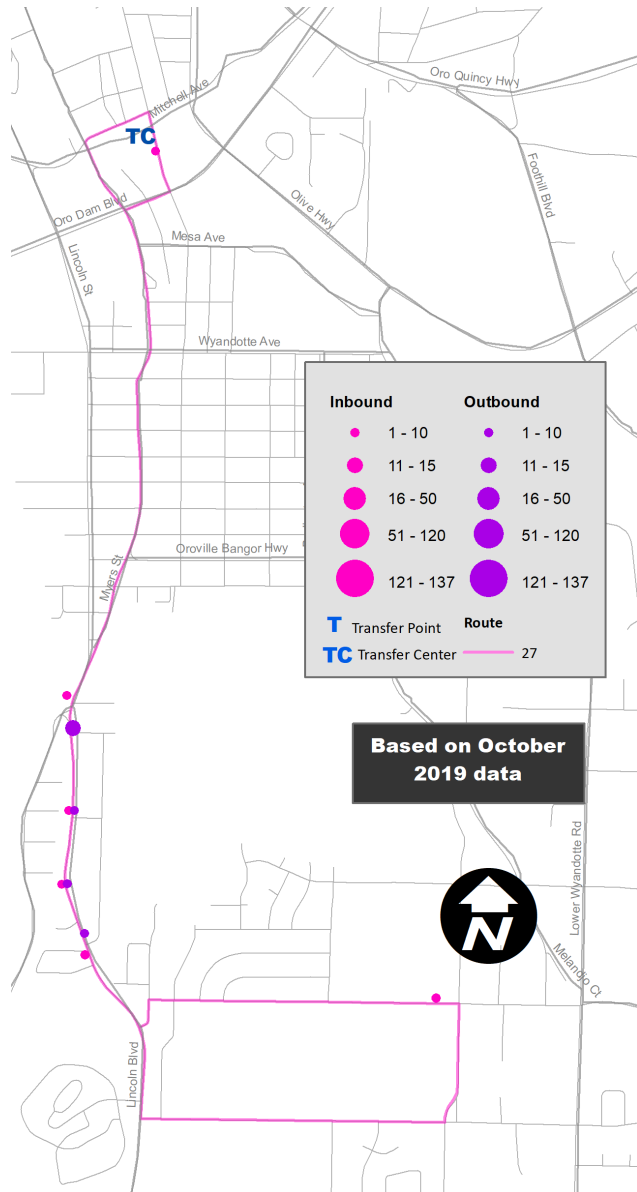 Oro Quincy Hwy
Mitchell Ave
TC
Foothill Blvd
Olive Hwy
Oro Dam Blvd
Mesa Ave
Lincoln St
Wyandotte Ave
Inbound Outbound
1 - 10 1 - 10
11 - 15 11 - 15
16 - 50 16 - 50
51 - 120 51 - 120
121 - 137 121 - 137
T Transfer Point Route
TC Transfer Center 27
Oroville Bangor Hwy
Myers St
Based on October
2019 data
Lower Wyandotte Rd
N
Melandjo Ct
Lincoln Blvd